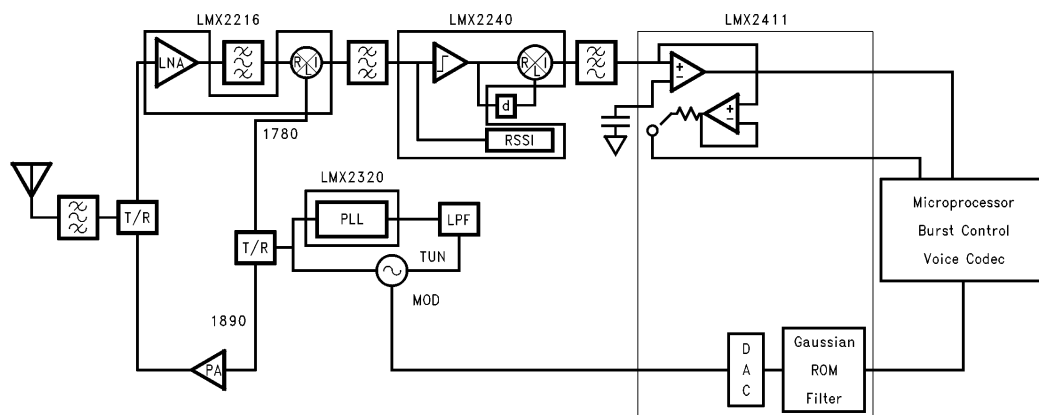 LMX2216
LMX2240
LMX2411
LNA
R
L
I
R
L
I
d
RSSI
1780
T/R
LMX2320
PLL
LPF
T/R
TUN
MOD
Microprocessor
Burst Control
Voice Codec
1890
PA
D
A
C
Gaussian
ROM
Filter